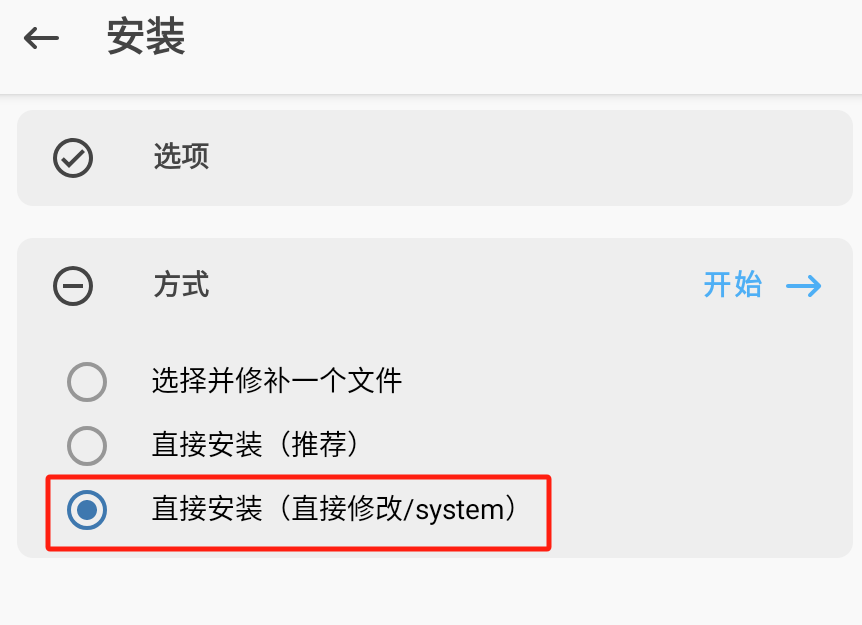 安装
选项
方式
开始
选择并修补一个文件
直接安装（推荐）
直接安装（直接修改/system）